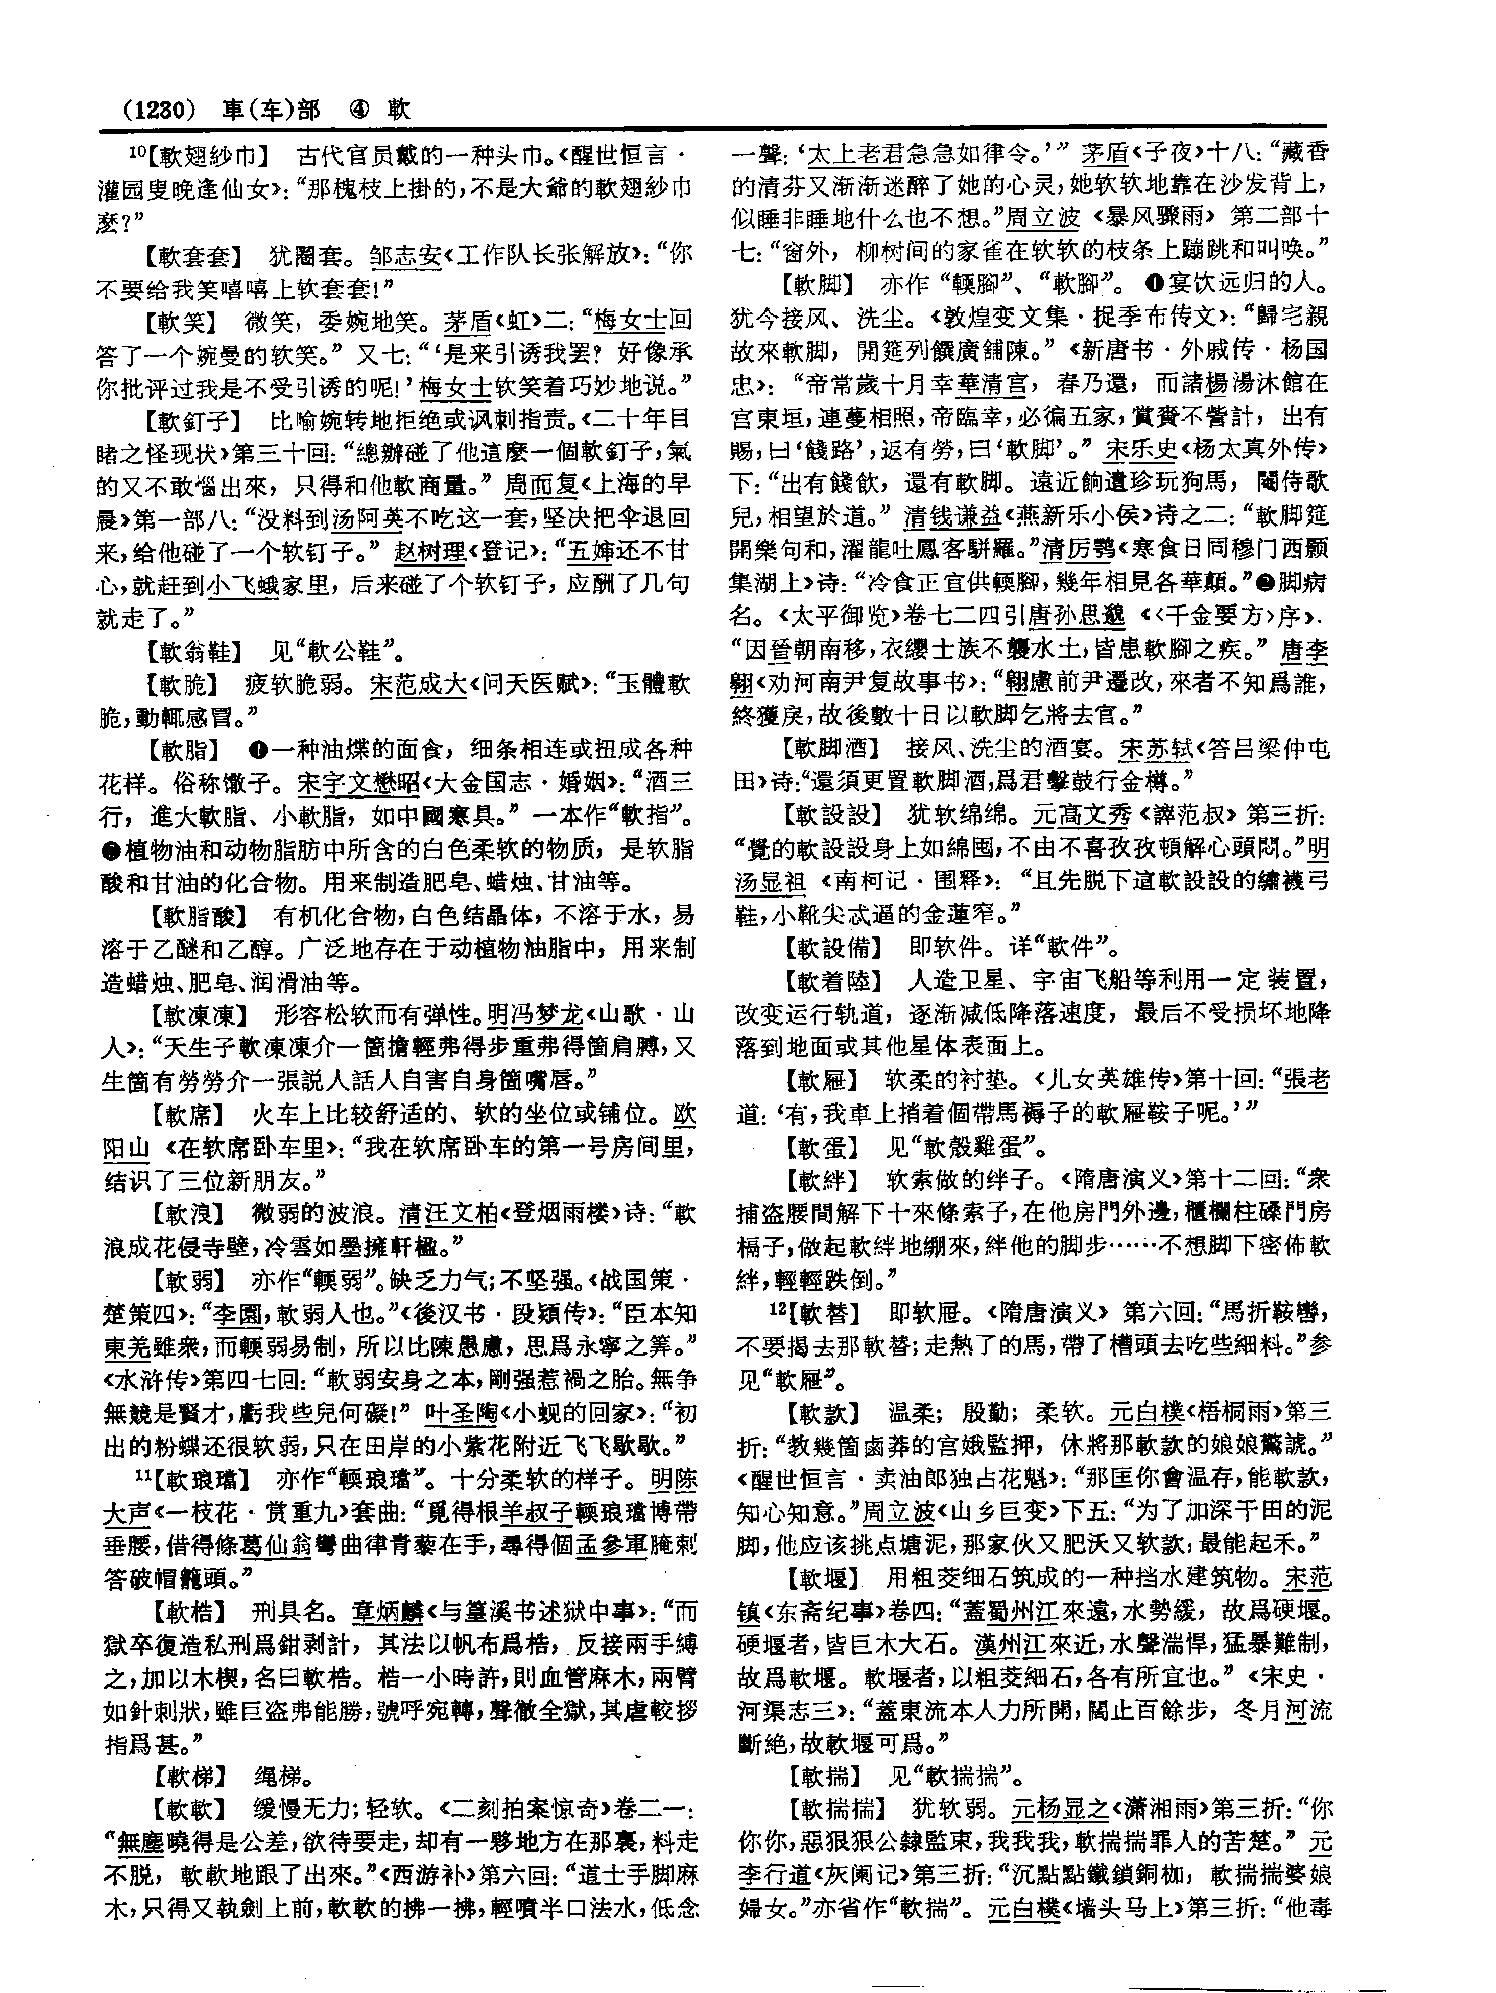 (1230) 車(车)部 ④ 軟
¹⁰【軟翅紗巾】 古代官员戴的一种头巾。《醒世恒言·
灌园叟晚逢仙女》:“那槐枝上掛的,不是大爺的軟翅紗巾
麽?”
【軟套套】 犹圈套。邹志安《工作队长张解放》:“你
不要给我笑嘻嘻上软套套!”
【軟笑】 微笑,委婉地笑。茅盾《虹》二:“梅女士回
答了一个婉曼的软笑。”又七:“‘是来引诱我罢?好像承
你批评过我是不受引诱的呢!’梅女士软笑着巧妙地说。”
【軟釘子】 比喻婉转地拒绝或讽刺指责。《二十年目
睹之怪现状》第三十回:“總辦碰了他這麽一個軟釘子,氣
的又不敢惱出來,只得和他軟商量。”周而复《上海的早
晨》第一部八:“没料到汤阿英不吃这一套,坚决把伞退回
来,给他碰了一个软钉子。”赵树理《登记》:“五婶还不甘
心,就赶到小飞蛾家里,后来碰了个软钉子,应酬了几句
就走了。”
【軟翁鞋】 见“軟公鞋”。
【軟脆】 疲软脆弱。宋范成大《问天医赋》:“玉體軟
脆,動輒感冒。”
【軟脂】 ❶一种油煠的面食,细条相连或扭成各种
花样。俗称馓子。宋宇文懋昭《大金国志·婚姻》:“酒三
行,進大軟脂、小軟脂,如中國寒具。”一本作“軟指”。
❷植物油和动物脂肪中所含的白色柔软的物质,是软脂
酸和甘油的化合物。用来制造肥皂、蜡烛、甘油等。
【軟脂酸】 有机化合物,白色结晶体,不溶于水,易
溶于乙醚和乙醇。广泛地存在于动植物油脂中,用来制
造蜡烛、肥皂、润滑油等。
【軟凍凍】 形容松软而有弹性。明冯梦龙《山歌·山
人》:“天生子軟凍凍介一箇擔輕弗得步重弗得箇肩膊,又
生箇有勞勞介一張説人話人自害自身箇嘴唇。”
【軟席】 火车上比较舒适的、软的坐位或铺位。欧
阳山《在软席卧车里》:“我在软席卧车的第一号房间里,
结识了三位新朋友。”
【軟浪】 微弱的波浪。清汪文柏《登烟雨楼》诗:“軟
浪成花侵寺壁,冷雲如墨擁軒楹。”
【軟弱】 亦作“輭弱”。缺乏力气;不坚强。《战国策·
楚策四》:“李園,軟弱人也。”《後汉书·段熲传》:“臣本知
東羌雖衆,而輭弱易制,所以比陳愚慮,思爲永寧之筭。”
《水浒传》第四七回:“軟弱安身之本,剛强惹禍之胎。無争
無競是賢才,虧我些兒何礙!”叶圣陶《小蚬的回家》:“初
出的粉蝶还很软弱,只在田岸的小紫花附近飞飞歇歇。”
¹¹【軟琅璫】 亦作“輭琅璫”。十分柔软的样子。明陈
大声《一枝花·赏重九》套曲:“覓得根羊叔子輭琅璫博帶
垂腰,借得條葛仙翁彎曲律青藜在手,尋得個孟參軍腌刺
答破帽籠頭。”
【軟梏】 刑具名。章炳麟《与篁溪书述狱中事》:“而
獄卒復造私刑爲鉗剥計,其法以帆布爲梏,反接兩手縛
之,加以木楔,名曰軟梏。梏一小時許,則血管麻木,兩臂
如針刺狀,雖巨盗弗能勝,號呼宛轉,聲徹全獄,其虐較拶
指爲甚。”
【軟梯】 绳梯。
【軟軟】 缓慢无力;轻软。《二刻拍案惊奇》卷二一:
“無塵曉得是公差,欲待要走,却有一夥地方在那裏,料走
不脱,軟軟地跟了出來。”《西游补》第六回:“道士手脚麻
木,只得又執劍上前,軟軟的拂一拂,輕噴半口法水,低念
一聲:‘太上老君急急如律令。’”茅盾《子夜》十八:“藏香
的清芬又渐渐迷醉了她的心灵,她软软地靠在沙发背上,
似睡非睡地什么也不想。”周立波《暴风骤雨》第二部十
七:“窗外,柳树间的家雀在软软的枝条上蹦跳和叫唤。”
【軟脚】 亦作“輭腳”、“軟腳”。❶宴饮远归的人。
犹今接风、洗尘。《敦煌变文集·捉季布传文》:“歸宅親
故來軟脚,開筵列饌廣鋪陳。”《新唐书·外戚传·杨国
忠》:“帝常歲十月幸華清宫,春乃還,而諸楊湯沐館在
宫東垣,連蔓相照,帝臨幸,必徧五家,賞賚不訾計,出有
賜,曰‘餞路’,返有勞,曰‘軟脚’。”宋乐史《杨太真外传》
下:“出有餞飲,還有軟脚。遠近餉遺珍玩狗馬,閹侍歌
兒,相望於道。”清钱谦益《燕新乐小侯》诗之二:“軟脚筵
開樂句和,濯龍吐鳳客駢羅。”清厉鹗《寒食日同穆门西颢
集湖上》诗:“冷食正宜供輭腳,幾年相見各華顛。”❷脚病
名。《太平御览》卷七二四引唐孙思邈《〈千金要方〉序》:
“因晉朝南移,衣纓士族不襲水土,皆患軟腳之疾。”唐李
翱《劝河南尹复故事书》:“翱慮前尹遷改,來者不知爲誰,
終獲戾,故後數十日以軟脚乞將去官。”
【軟脚酒】 接风、洗尘的酒宴。宋苏轼《答吕梁仲屯
田》诗:“還須更置軟脚酒,爲君擊鼓行金樽。”
【軟設設】 犹软绵绵。元高文秀《谇范叔》第三折:
“覺的軟設設身上如綿囤,不由不喜孜孜頓解心頭悶。”明
汤显祖《南柯记·围释》:“且先脱下這軟設設的繡襪弓
鞋,小靴尖忒逼的金蓮窄。”
【軟設備】 即软件。详“軟件”。
【軟着陸】 人造卫星、宇宙飞船等利用一定装置,
改变运行轨道,逐渐减低降落速度,最后不受损坏地降
落到地面或其他星体表面上。
【軟屉】 软柔的衬垫。《儿女英雄传》第十回:“張老
道:‘有,我車上捎着個帶馬褥子的軟屉鞍子呢。’”
【軟蛋】 见“軟殼雞蛋”。
【軟絆】 软索做的绊子。《隋唐演义》第十二回:“衆
捕盗腰間解下十來條索子,在他房門外邊,櫃欄柱磉門房
槅子,做起軟絆地綳來,絆他的脚步……不想脚下密佈軟
絆,輕輕跌倒。”
¹²【軟替】 即软屉。《隋唐演义》第六回:“馬折鞍轡,
不要揭去那軟替;走熱了的馬,帶了槽頭去吃些細料。”参
见“軟屉”。
【軟款】 温柔;殷勤;柔软。元白樸《梧桐雨》第三
折:“教幾箇鹵莽的宫娥監押,休將那軟款的娘娘驚諕。”
《醒世恒言·卖油郎独占花魁》:“那匡你會温存,能軟款,
知心知意。”周立波《山乡巨变》下五:“为了加深干田的泥
脚,他应该挑点塘泥,那家伙又肥沃又软款,最能起禾。”
【軟堰】 用粗茭细石筑成的一种挡水建筑物。宋范
镇《东斋纪事》卷四:“蓋蜀州江來遠,水勢緩,故爲硬堰。
硬堰者,皆巨木大石。漢州江來近,水聲湍悍,猛暴難制,
故爲軟堰。軟堰者,以粗茭細石,各有所宜也。”《宋史·
河渠志三》:“蓋東流本人力所開,闊止百餘步,冬月河流
斷絶,故軟堰可爲。”
【軟揣】 见“軟揣揣”。
【軟揣揣】 犹软弱。元杨显之《潇湘雨》第三折:“你
你你,惡狠狠公隸監束,我我我,軟揣揣罪人的苦楚。”元
李行道《灰阑记》第三折:“沉點點鐵鎖銅枷,軟揣揣婆娘
婦女。”亦省作“軟揣”。元白樸《墙头马上》第三折:“他毒